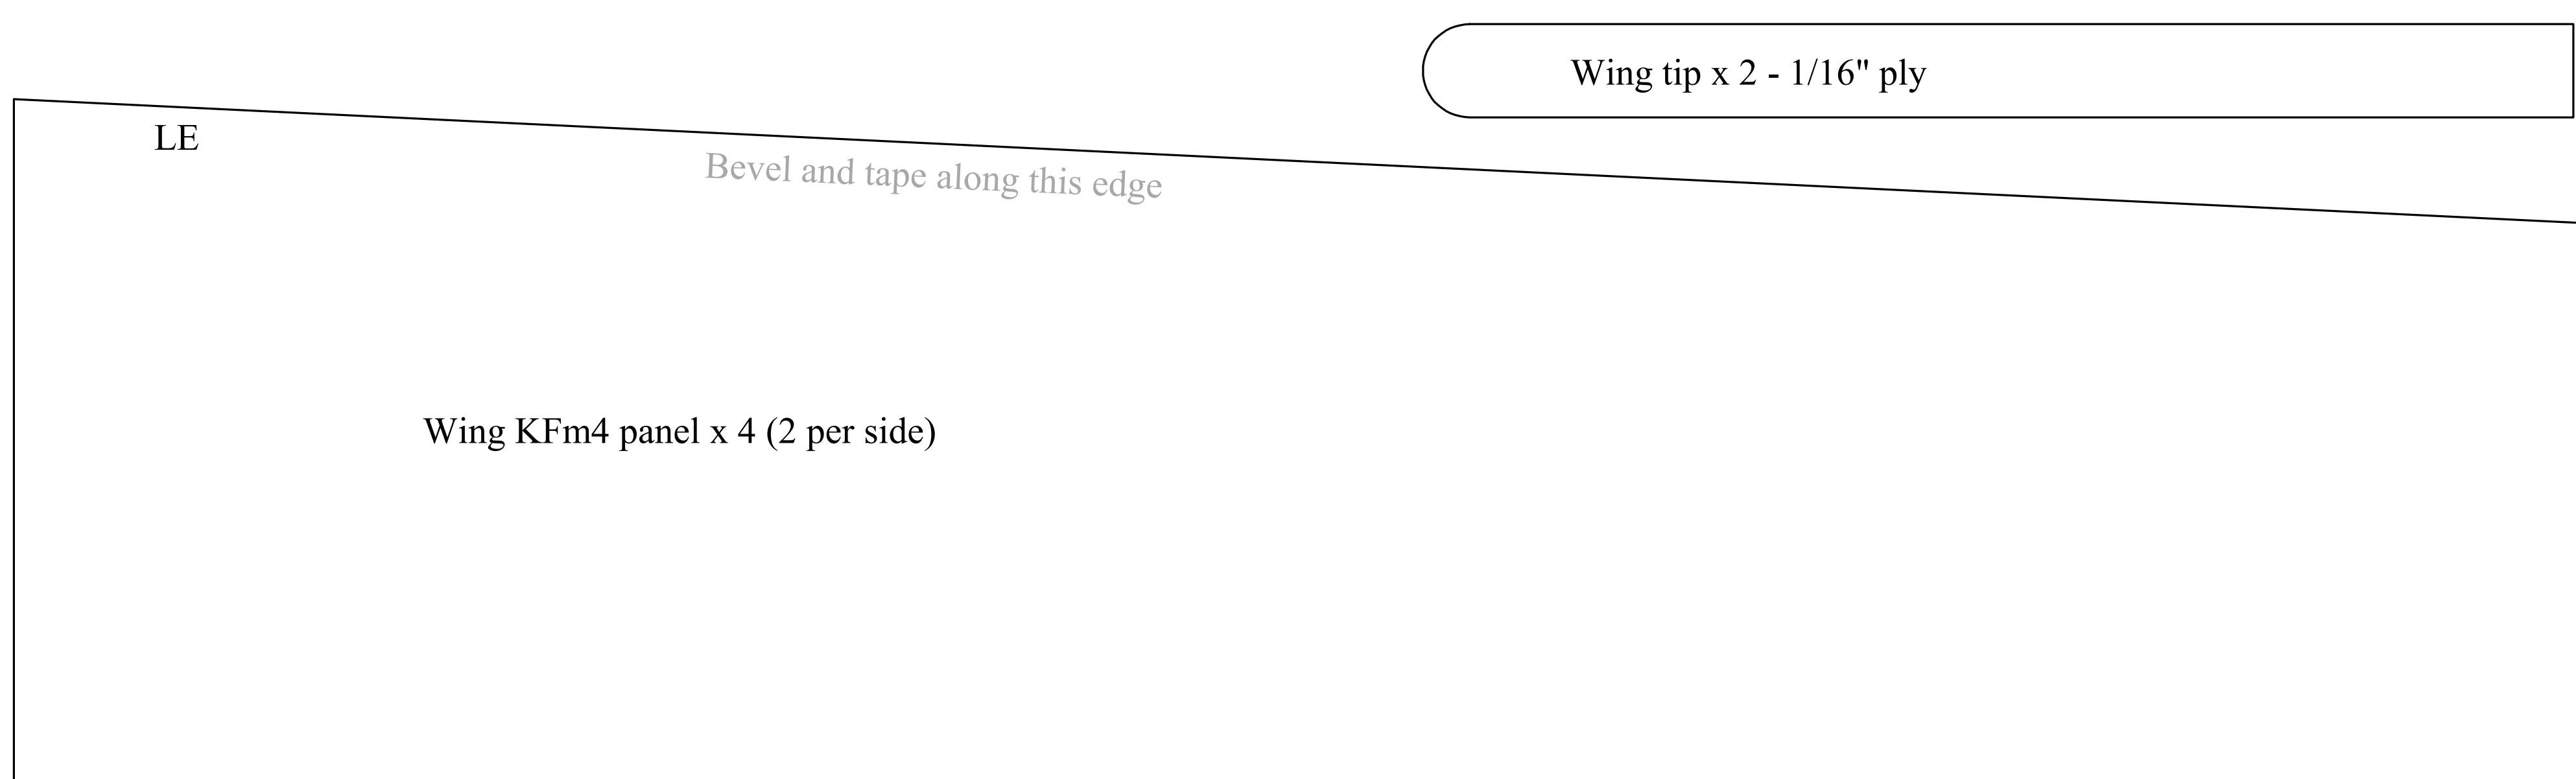 Wing tip x 2 - 1/16" ply
LE
Bevel and tape along this edge
Wing KFm4 panel x 4 (2 per side)